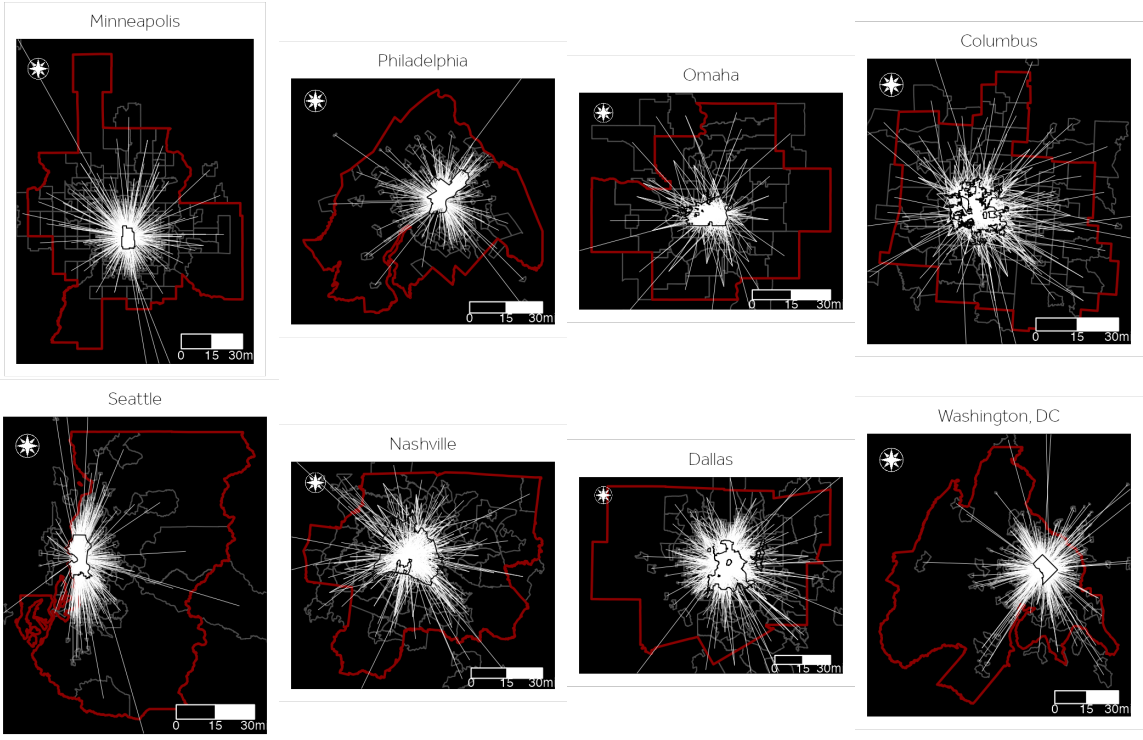 Minneapolis
0 15 30m
Philadelphia
0 15 30m
Omaha
0 15 30m
Columbus
0 15 30m
Seattle
0 15 30m
Nashville
0 15 30m
Dallas
0 15 30m
Washington, DC
0 15 30m